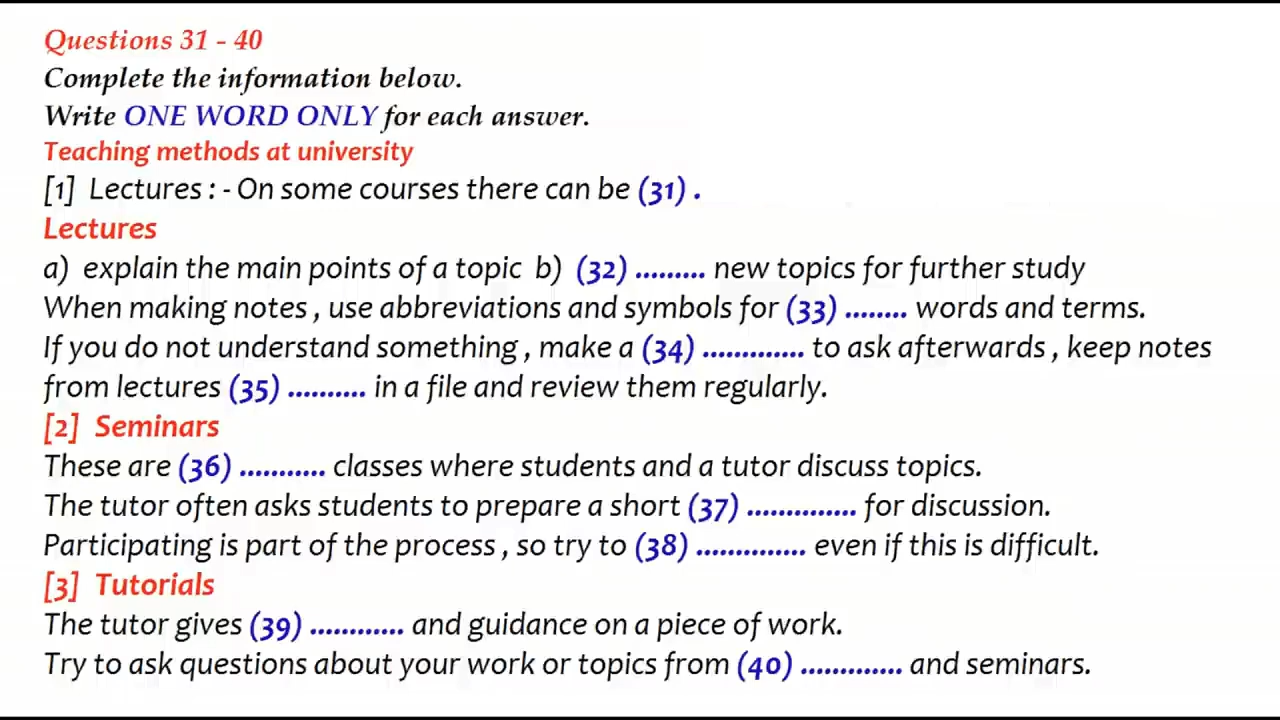 Questions 31 - 40
Complete the information below.
Write ONE WORD ONLY for each answer.
Teaching methods at university
[1] Lectures : - On some courses there can be (31) .
Lectures
a) explain the main points of a topic b) (32) ......... new topics for further study
When making notes , use abbreviations and symbols for (33) ........ words and terms.
If you do not understand something , make a (34) ............. to ask afterwards , keep notes
from lectures (35) .......... in a file and review them regularly.
[2] Seminars
These are (36) ........... classes where students and a tutor discuss topics.
The tutor often asks students to prepare a short (37) .............. for discussion.
Participating is part of the process , so try to (38) .............. even if this is difficult.
[3] Tutorials
The tutor gives (39) ............ and guidance on a piece of work.
Try to ask questions about your work or topics from (40) ............. and seminars.